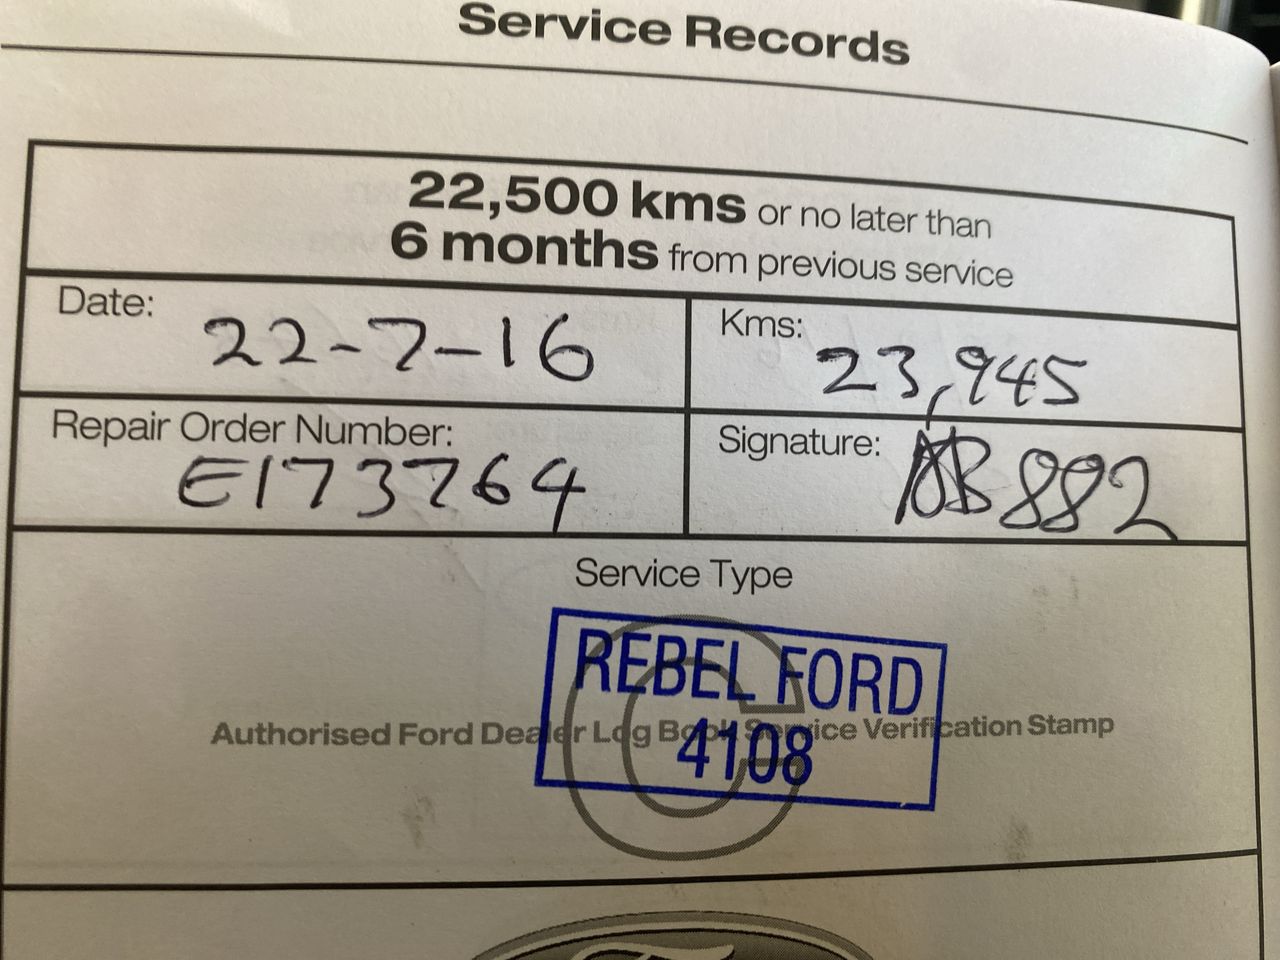 Service Records
22,500 kms or no later than
6 months from previous service
Date: 22-7-16
Kms: 23,945
Repair Order Number: E173764
Signature: 882
Service Type
C
REBEL FORD
4108
Authorised Ford Dealer Log Book Service Verification Stamp